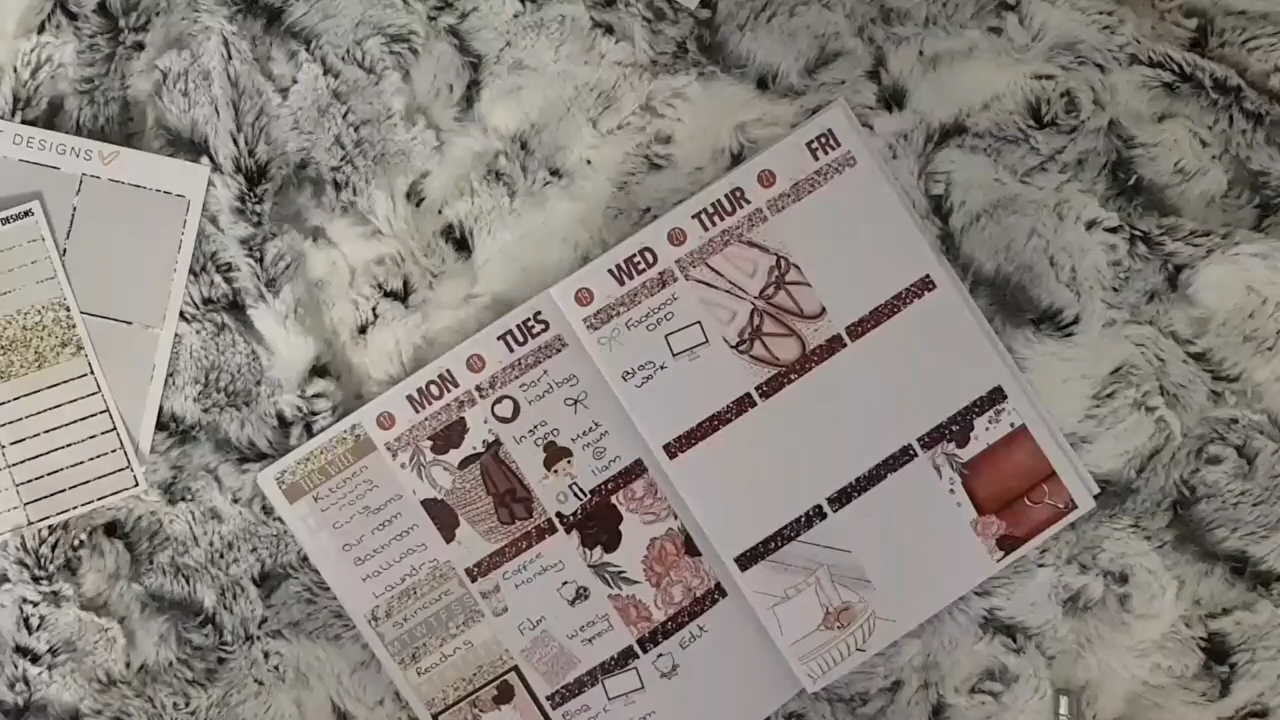 DESIGNS
DESIGNS
THIS WEEK
Kitchen
Living
room
Girls
rooms
Our room
Bathroom
Hallway
Laundry
Skincare
M T W T F S S
Reading
17
MON
Coffee
Monday
Film
Weekly
Spread
Blog
18
TUES
Sort
handbag
Insta
DPD
Meet
mum
@
ilam
Edit
19
WED
Facebook
DPD
Blog
work
20
THUR
21
FRI